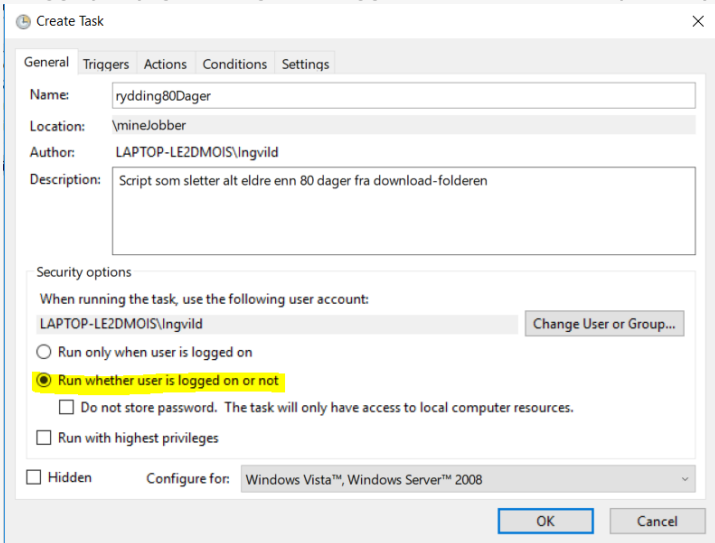 Create Task
General Triggers Actions Conditions Settings
Name: rydding80Dager
Location: \mineJobber
Author: LAPTOP-LE2DMOIS\Ingvild
Description: Script som sletter alt eldre enn 80 dager fra download-folderen
Security options
When running the task, use the following user account:
LAPTOP-LE2DMOIS\Ingvild Change User or Group...
Run only when user is logged on
Run whether user is logged on or not
Do not store password. The task will only have access to local computer resources.
Run with highest privileges
Hidden Configure for: Windows Vista™, Windows Server™ 2008
OK Cancel